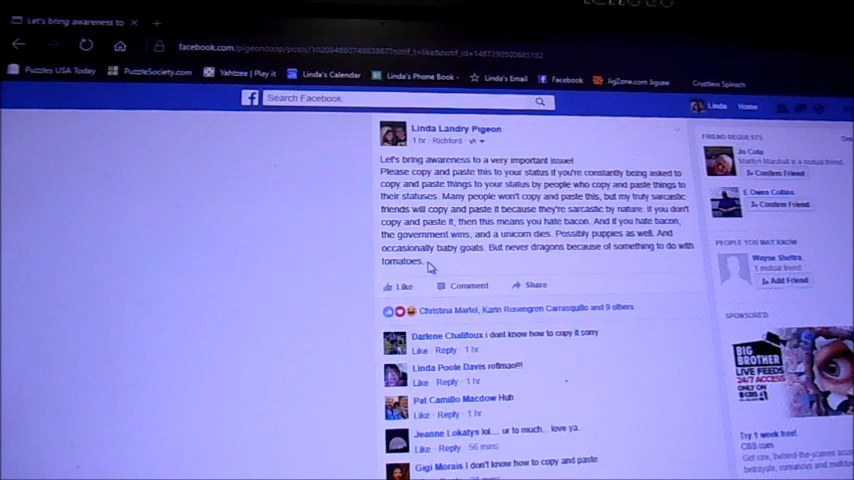 lenovo
Let's bring awareness to
facebook.com/pigeoncoop/posts/
Puzzles USA Today
PuzzleSociety.com
Yahtzee | Play it
Linda's Calendar
Linda's Phone Book -
Linda's Email
Facebook
JigZone.com Jigsaw
Crustless Spinach
Search Facebook
Linda
Home
Linda Landry Pigeon
1 hr · Richford ·
Let's bring awareness to a very important issue!
Please copy and paste this to your status if you're constantly being asked to
copy and paste things to your status by people who copy and paste things to
their statuses. Many people won't copy and paste this, but my truly sarcastic
friends will copy and paste it because they're sarcastic by nature. If you don't
copy and paste it, then this means you hate bacon. And if you hate bacon,
the government wins, and a unicorn dies. Possibly puppies as well. And
occasionally baby goats. But never dragons because of something to do with
tomatoes.
Like Comment Share
Christina Martel, Karin Rosengren Carrasquillo and 9 others
Darlene Chalifoux i dont know how to copy it sorry
Like · Reply · 1 hr
Linda Poole Davis roflmao!!!
Like · Reply · 1 hr
Pat Camillo Macdow Huh
Like · Reply · 1 hr
Jeanne Lokatys lol.... ur to much... love ya.
Like · Reply · 56 mins
Gigi Morais I don't know how to copy and paste
FRIEND REQUESTS
Jo Cota
Marilyn Marshall is a mutual friend.
Confirm Friend
E Owen Collins
Confirm Friend
PEOPLE YOU MAY KNOW
Wayne Sheltra
1 mutual friend
Add Friend
SPONSORED
BIG
BROTHER
LIVE FEEDS
24/7 ACCESS
ONLY ON
CBS.com
Try 1 week free!
CBS.com
Get raw, behind-the-scenes
betrayals, romances and